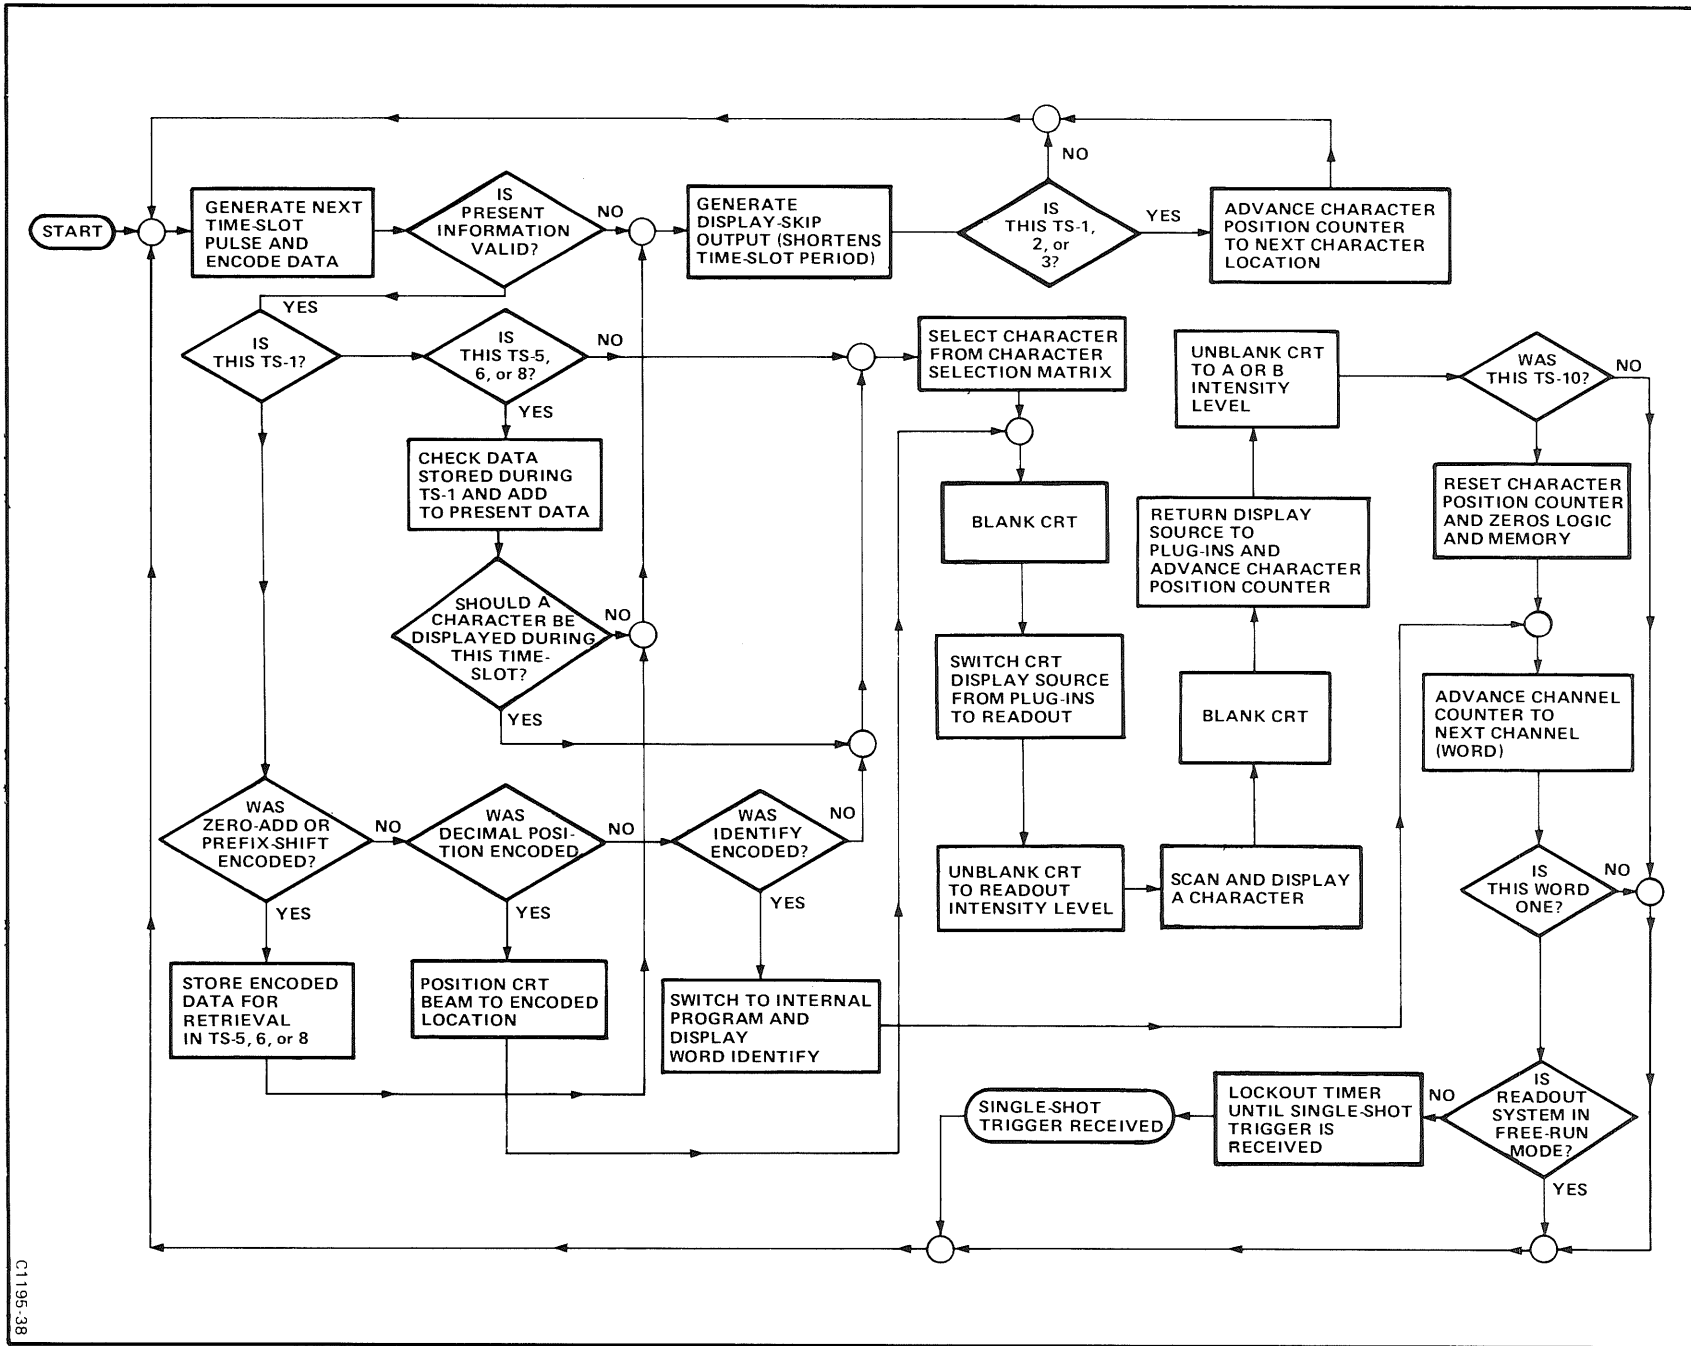 NO
START
GENERATE NEXT
TIME-SLOT
PULSE AND
ENCODE DATA
IS
PRESENT
INFORMATION
VALID?
NO
GENERATE
DISPLAY-SKIP
OUTPUT (SHORTENS
TIME-SLOT PERIOD)
IS
THIS TS-1,
2, or
3?
YES
ADVANCE CHARACTER
POSITION COUNTER
TO NEXT CHARACTER
LOCATION
YES
IS
THIS TS-1?
IS
THIS TS-5,
6, or 8?
NO
YES
SELECT CHARACTER
FROM CHARACTER
SELECTION MATRIX
UNBLANK CRT
TO A OR B
INTENSITY
LEVEL
WAS
THIS TS-10?
NO
CHECK DATA
STORED DURING
TS-1 AND ADD
TO PRESENT DATA
BLANK CRT
RETURN DISPLAY
SOURCE TO
PLUG-INS AND
ADVANCE CHARACTER
POSITION COUNTER
RESET CHARACTER
POSITION COUNTER
AND ZEROS LOGIC
AND MEMORY
SHOULD A
CHARACTER BE
DISPLAYED DURING
THIS TIME-
SLOT?
NO
YES
SWITCH CRT
DISPLAY SOURCE
FROM PLUG-INS
TO READOUT
BLANK CRT
ADVANCE CHANNEL
COUNTER TO
NEXT CHANNEL
(WORD)
WAS
ZERO-ADD OR
PREFIX-SHIFT
ENCODED?
NO
YES
WAS
DECIMAL POSI-
TION ENCODED
NO
YES
WAS
IDENTIFY
ENCODED?
NO
YES
UNBLANK CRT
TO READOUT
INTENSITY LEVEL
SCAN AND DISPLAY
A CHARACTER
IS
THIS WORD
ONE?
NO
STORE ENCODED
DATA FOR
RETRIEVAL
IN TS-5, 6, or 8
POSITION CRT
BEAM TO ENCODED
LOCATION
SWITCH TO INTERNAL
PROGRAM AND
DISPLAY
WORD IDENTIFY
SINGLE-SHOT
TRIGGER RECEIVED
LOCKOUT TIMER
UNTIL SINGLE-SHOT
TRIGGER IS
RECEIVED
NO
IS
READOUT
SYSTEM IN
FREE-RUN
MODE?
YES
C1195-38